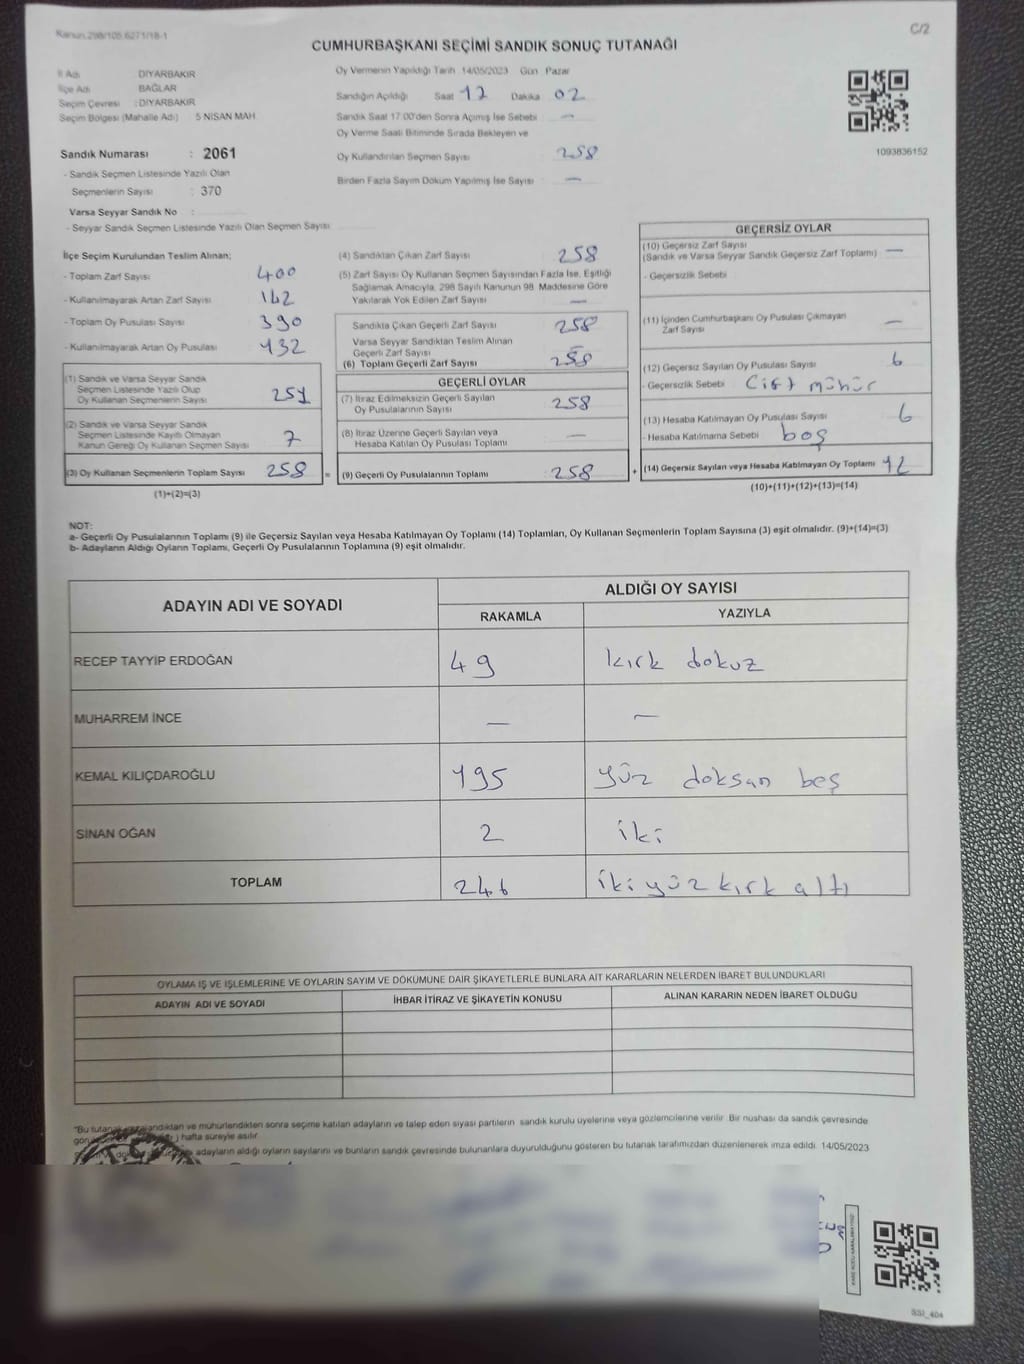 Kanun.298/105.6271/18-1
C/2
CUMHURBAŞKANI SEÇİMİ SANDIK SONUÇ TUTANAĞI
İl Adı DİYARBAKIR
İlçe Adı BAĞLAR
Seçim Çevresi : DİYARBAKIR
Seçim Bölgesi (Mahalle Adı) 5 NİSAN MAH.
Sandık Numarası : 2061
- Sandık Seçmen Listesinde Yazılı Olan
Seçmenlerin Sayısı : 370
Varsa Seyyar Sandık No :
- Seyyar Sandık Seçmen Listesinde Yazılı Olan Seçmen Sayısı
Oy Vermenin Yapıldığı Tarih 14/05/2023 Gün Pazar
Sandığın Açıldığı Saat 17 Dakika 02
Sandık Saat 17:00'den Sonra Açımış İse Sebebi —
Oy Verme Saati Bitiminde Sırada Bekleyen ve
Oy Kullandırılan Seçmen Sayısı 258
Birden Fazla Sayım Döküm Yapılmış İse Sayısı —
1093836152
İlçe Seçim Kurulundan Teslim Alınan;
- Toplam Zarf Sayısı 400
- Kullanılmayarak Artan Zarf Sayısı 142
- Toplam Oy Pusulası Sayısı 390
- Kullanılmayarak Artan Oy Pusulası 132
(1) Sandık ve Varsa Seyyar Sandık
Seçmen Listesinde Yazılı Olup
Oy Kullanan Seçmenlerin Sayısı 251
(2) Sandık ve Varsa Seyyar Sandık
Seçmen Listesinde Kayıtlı Olmayan
Kanun Gereği Oy Kullanan Seçmen Sayısı 7
(3) Oy Kullanan Seçmenlerin Toplam Sayısı 258
(1)+(2)=(3)
(4) Sandıktan Çıkan Zarf Sayısı 258
(5) Zarf Sayısı Oy Kullanan Seçmen Sayısından Fazla İse, Eşitliği
Sağlamak Amacıyla, 298 Sayılı Kanunun 98. Maddesine Göre
Yakılarak Yok Edilen Zarf Sayısı —
Sandıkta Çıkan Geçerli Zarf Sayısı 258
Varsa Seyyar Sandıktan Teslim Alınan
Geçerli Zarf Sayısı —
(6) Toplam Geçerli Zarf Sayısı 258
GEÇERLİ OYLAR
(7) İtiraz Edilmeksizin Geçerli Sayılan
Oy Pusulalarının Sayısı 258
(8) İtiraz Üzerine Geçerli Sayılan veya
Hesaba Katılan Oy Pusulası Toplamı —
= (9) Geçerli Oy Pusulalarının Toplamı 258
GEÇERSİZ OYLAR
(10) Geçersiz Zarf Sayısı
(Sandık ve Varsa Seyyar Sandık Geçersiz Zarf Toplamı) —
- Geçersizlik Sebebi
(11) İçinden Cumhurbaşkanı Oy Pusulası Çıkmayan
Zarf Sayısı —
(12) Geçersiz Sayılan Oy Pusulası Sayısı 6
- Geçersizlik Sebebi Çift mühür
(13) Hesaba Katılmayan Oy Pusulası Sayısı 6
- Hesaba Katılmama Sebebi boş
+ (14) Geçersiz Sayılan veya Hesaba Katılmayan Oy Toplamı 12
(10)+(11)+(12)+(13)=(14)
NOT:
a- Geçerli Oy Pusulalarının Toplamı (9) ile Geçersiz Sayılan veya Hesaba Katılmayan Oy Toplamı (14) Toplamları, Oy Kullanan Seçmenlerin Toplam Sayısına (3) eşit olmalıdır. (9)+(14)=(3)
b- Adayların Aldığı Oyların Toplamı, Geçerli Oy Pusulalarının Toplamına (9) eşit olmalıdır.
ADAYIN ADI VE SOYADI
ALDIĞI OY SAYISI
RAKAMLA YAZIYLA
RECEP TAYYİP ERDOĞAN 49 kırk dokuz
MUHARREM İNCE — —
KEMAL KILIÇDAROĞLU 195 yüz doksan beş
SİNAN OĞAN 2 iki
TOPLAM 246 iki yüz kırk altı
OYLAMA İŞ VE İŞLEMLERİNE VE OYLARIN SAYIM VE DÖKÜMÜNE DAİR ŞİKAYETLERLE BUNLARA AİT KARARLARIN NELERDEN İBARET BULUNDUKLARI
ADAYIN ADI VE SOYADI İHBAR İTİRAZ VE ŞİKAYETİN KONUSU ALINAN KARARIN NEDEN İBARET OLDUĞU
"Bu ve mühürlendikten sonra seçime katılan adayların ve talep eden siyasi partilerin sandık kurulu üyelerine veya gözlemcilerine verilir. Bir nüshası da sandık çevresinde
) hafta süreyle asılır.
adayların aldığı oyların sayılarını ve bunların sandık çevresinde bulunanlara duyurulduğunu gösteren bu tutanak tarafımızdan düzenlenerek imza edildi. 14/05/2023
SSI_404